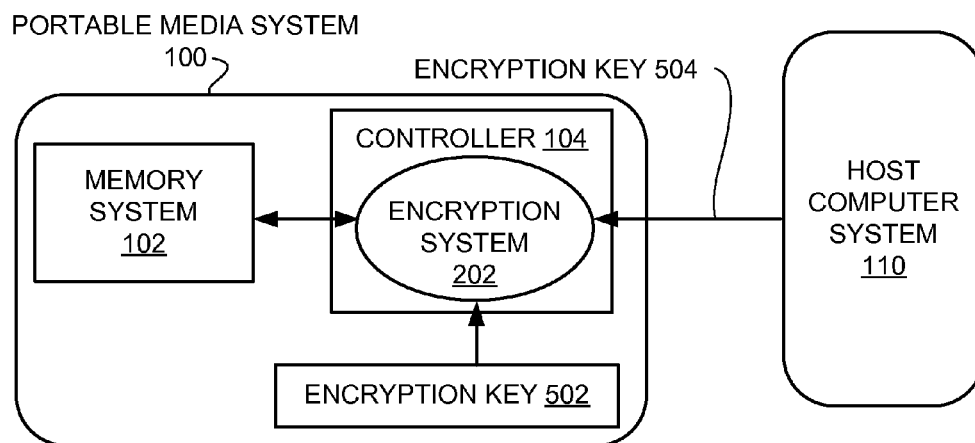 PORTABLE MEDIA SYSTEM
100
ENCRYPTION KEY 504
CONTROLLER 104
MEMORY
SYSTEM
102
ENCRYPTION
SYSTEM
202
HOST
COMPUTER
SYSTEM
110
ENCRYPTION KEY 502